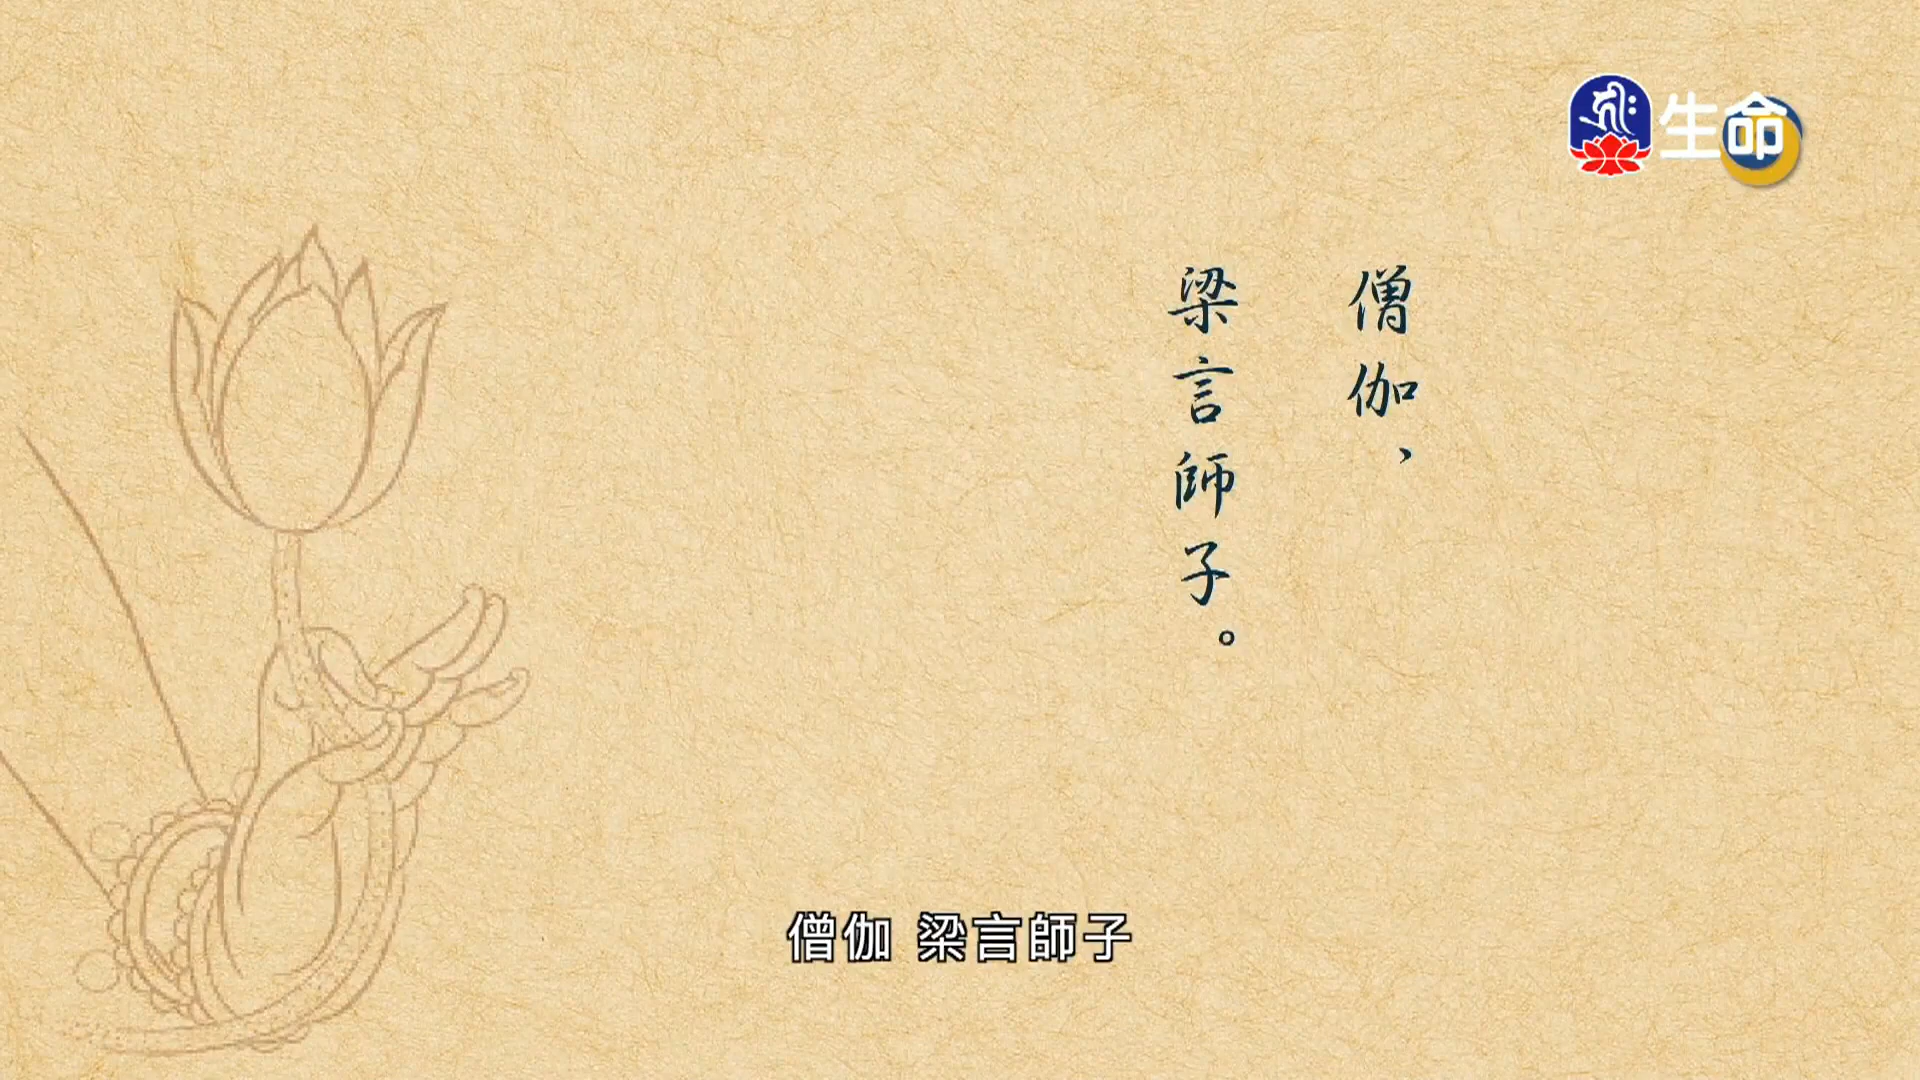 生命
僧伽、
梁言師子。
僧伽 梁言師子